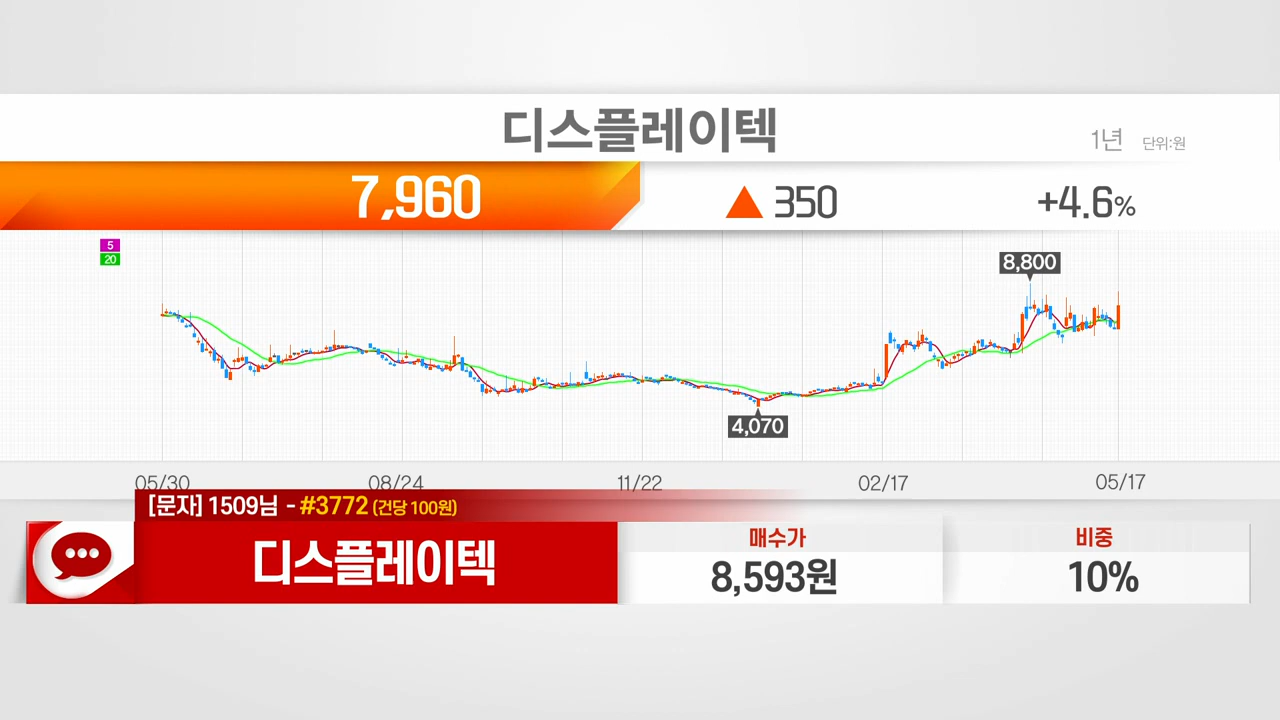 디스플레이텍
1년 단위:원
7,960 ▲ 350 +4.6%
5
20
8,800
4,070
05/30 08/24 11/22 02/17 05/17
[문자] 1509님 - #3772 (건당 100원)
디스플레이텍
매수가
8,593원
비중
10%